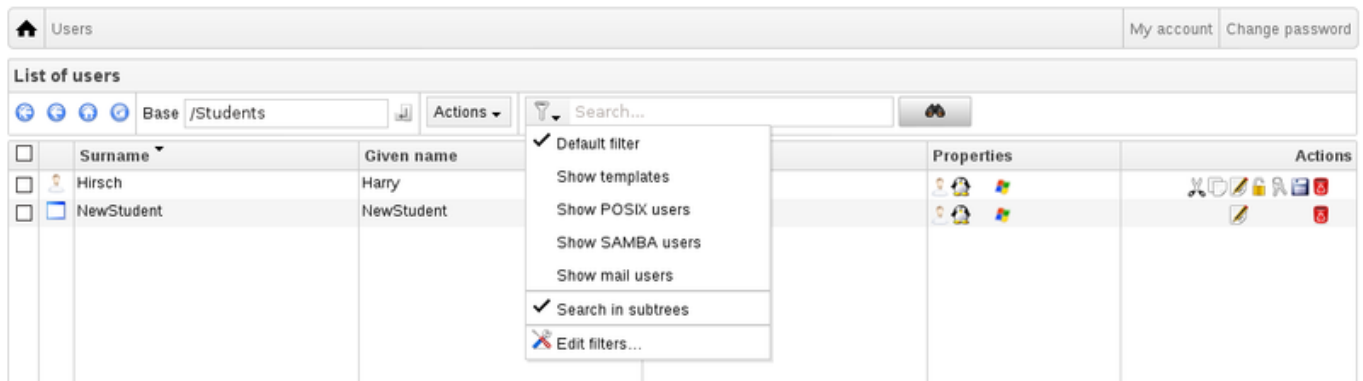 Users My account Change password
List of users
Base /Students Actions Search...
Default filter
Surname Given name Properties Actions
Show templates
Hirsch Harry
Show POSIX users
NewStudent NewStudent
Show SAMBA users
Show mail users
Search in subtrees
Edit filters...